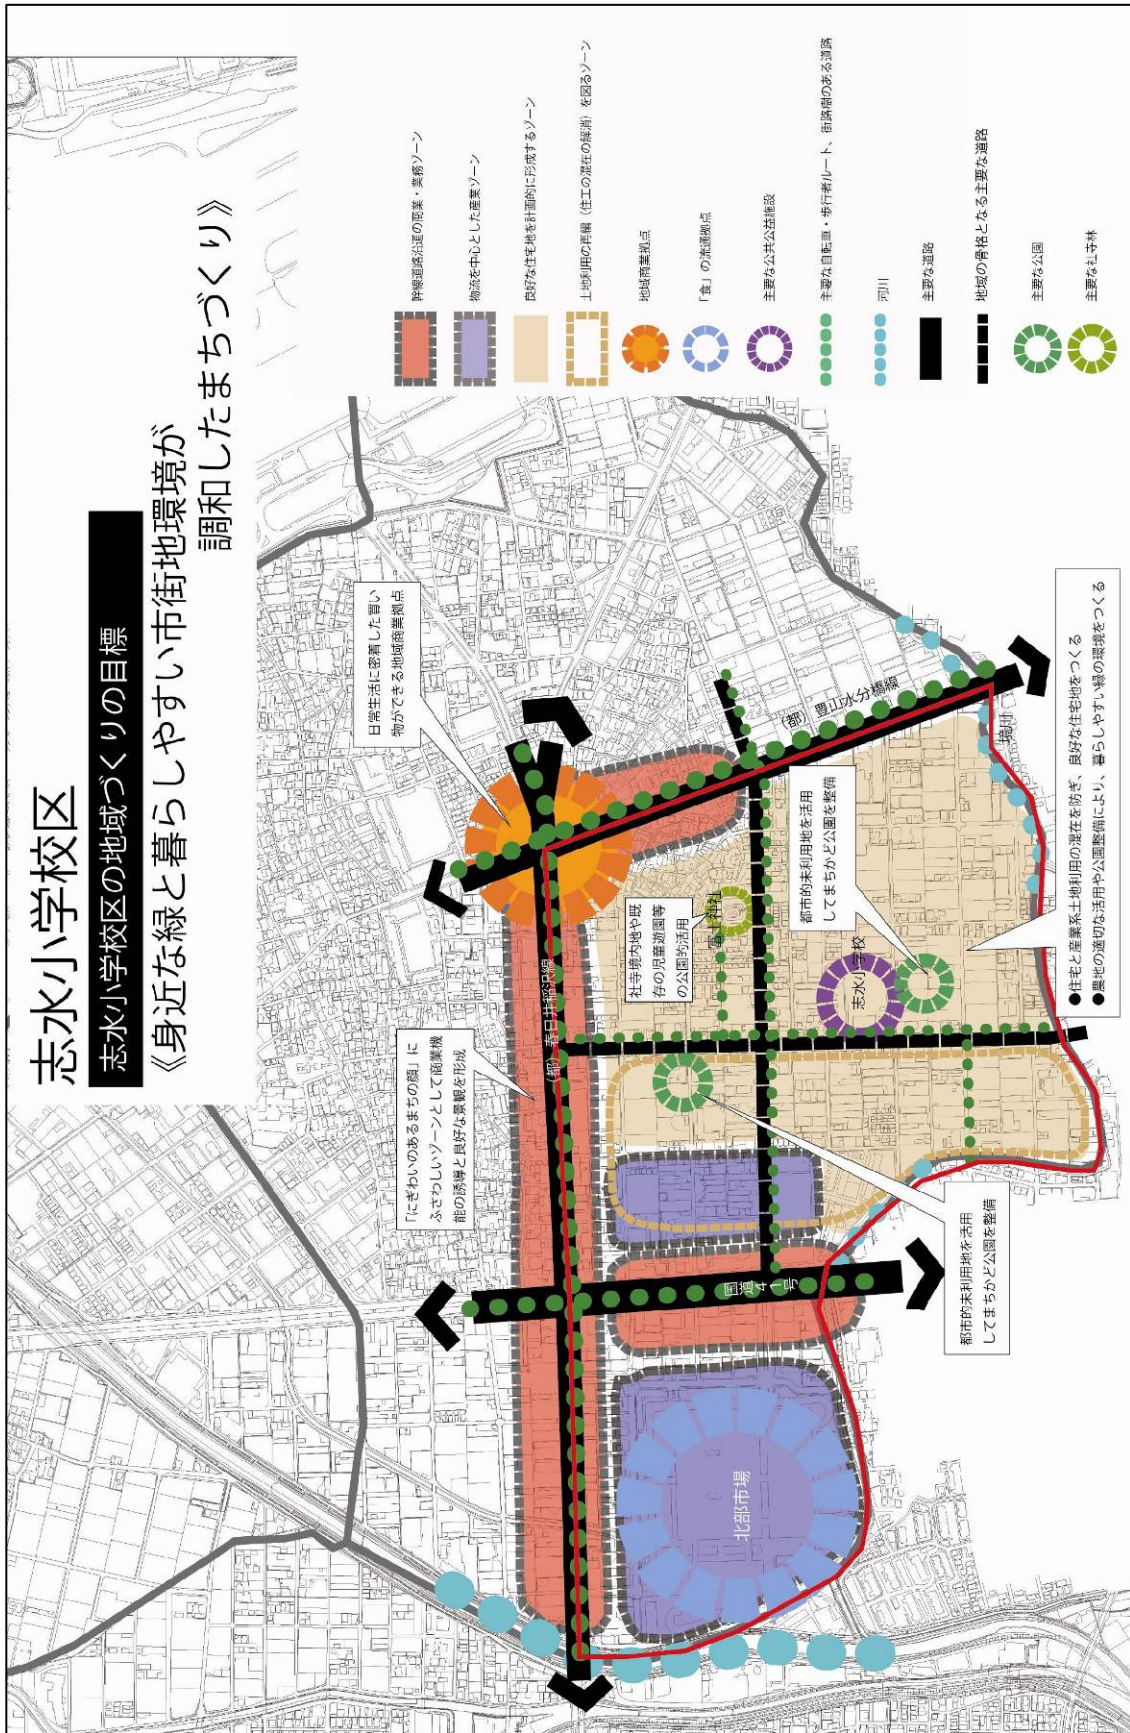 志水小学校区
志水小学校区の地域づくりの目標
《身近な緑と暮らしやすい市街地環境が
調和したまちづくり》
幹線道路沿道の商業・業務ゾーン
物流を中心とした産業ゾーン
良好な住宅地を計画的に形成するゾーン
土地利用の再編（住工の混在の解消）を図るゾーン
地域商業拠点
「食」の流通拠点
主要な公共公益施設
主要な自転車・歩行者ルート、街路樹のある道路
河川
主要な道路
地域の骨格となる主要な道路
主要な公園
主要な社寺林
日常生活に密着した買い
物ができる地域商業拠点
「にぎわいのあるまちの顔」に
ふさわしいゾーンとして商業機
能の誘導と良好な景観を形成
（都）春日井稲沢線
（都）豊山水分橋線
社寺境内地や既
存の児童遊園等
の公園的活用
富士神社
都市的未利用地を活用
してまちかど公園を整備
志水小学校
境川
国道４１号
北部市場
都市的未利用地を活用
してまちかど公園を整備
●住宅と産業系土地利用の混在を防ぎ、良好な住宅地をつくる
●農地の適切な活用や公園整備により、暮らしやすい緑の環境をつくる